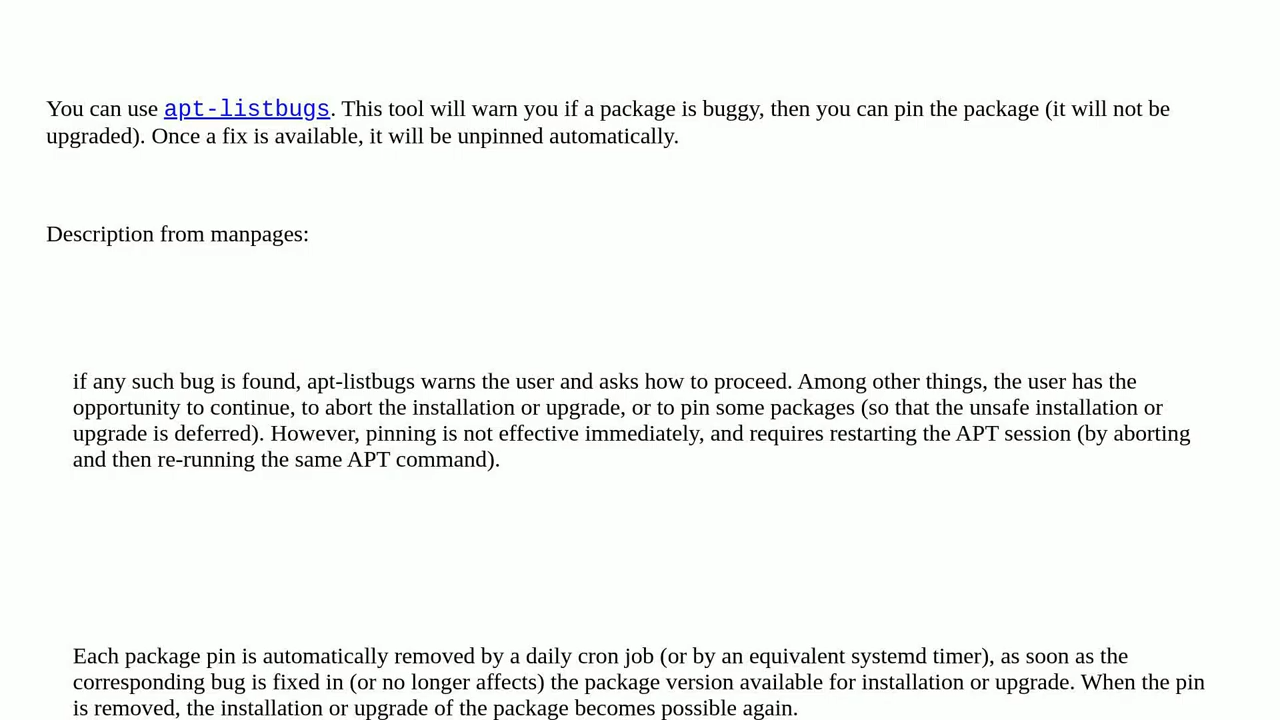 You can use apt-listbugs. This tool will warn you if a package is buggy, then you can pin the package (it will not be
upgraded). Once a fix is available, it will be unpinned automatically.
Description from manpages:
if any such bug is found, apt-listbugs warns the user and asks how to proceed. Among other things, the user has the
opportunity to continue, to abort the installation or upgrade, or to pin some packages (so that the unsafe installation or
upgrade is deferred). However, pinning is not effective immediately, and requires restarting the APT session (by aborting
and then re-running the same APT command).
Each package pin is automatically removed by a daily cron job (or by an equivalent systemd timer), as soon as the
corresponding bug is fixed in (or no longer affects) the package version available for installation or upgrade. When the pin
is removed, the installation or upgrade of the package becomes possible again.